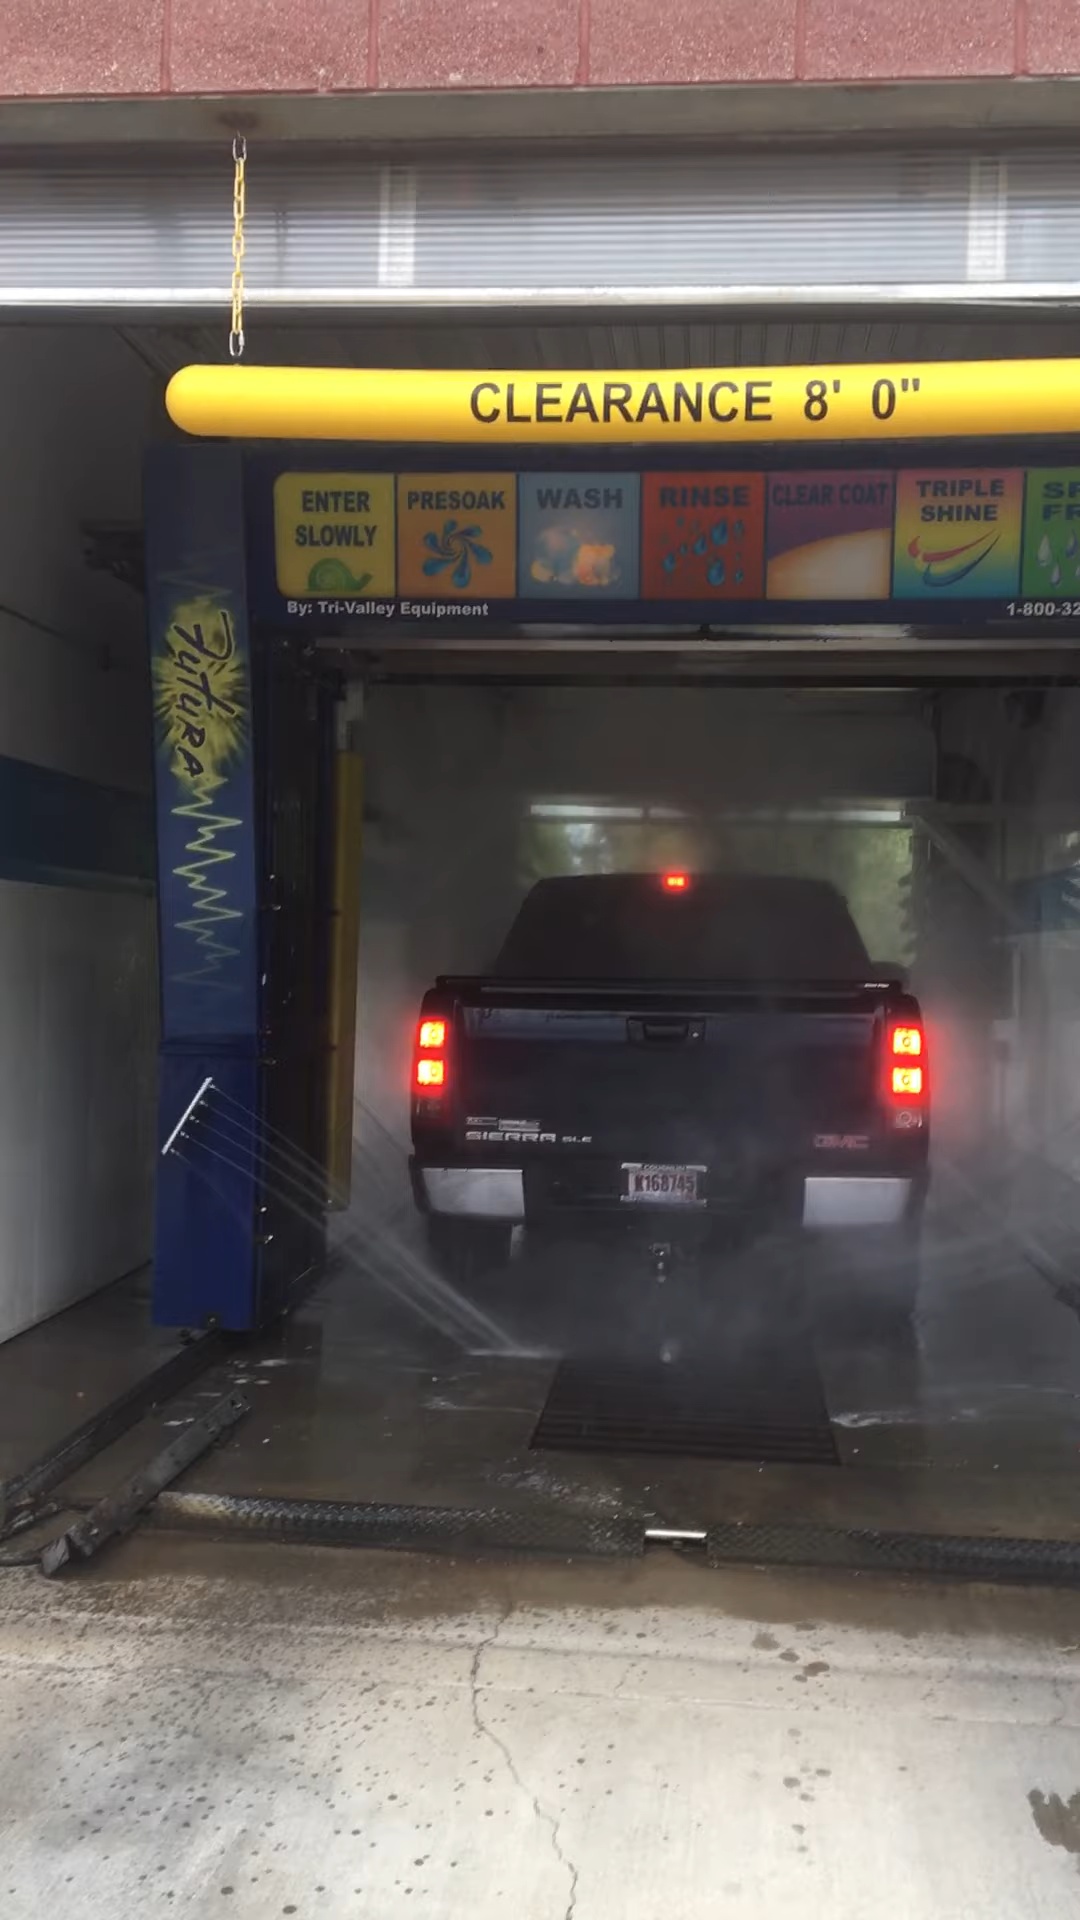 CLEARANCE 8' 0"
ENTER
SLOWLY
PRESOAK
WASH
RINSE
CLEAR COAT
TRIPLE
SHINE
By: Tri-Valley Equipment
1-800-32
Futura
SIERRA SLE
GMC
K168745